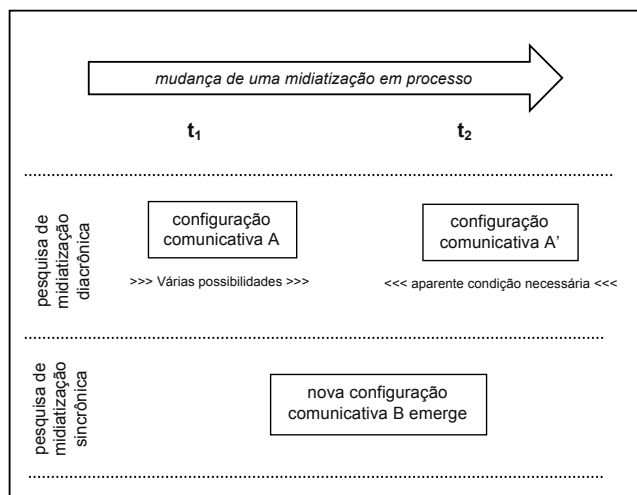 mudança de uma midiatização em processo
t₁ t₂
pesquisa de
midiatização
diacrônica
configuração
comunicativa A
configuração
comunicativa A’
>>> Várias possibilidades >>>
<<< aparente condição necessária <<<
pesquisa de
midiatização
sincrônica
nova configuração
comunicativa B emerge